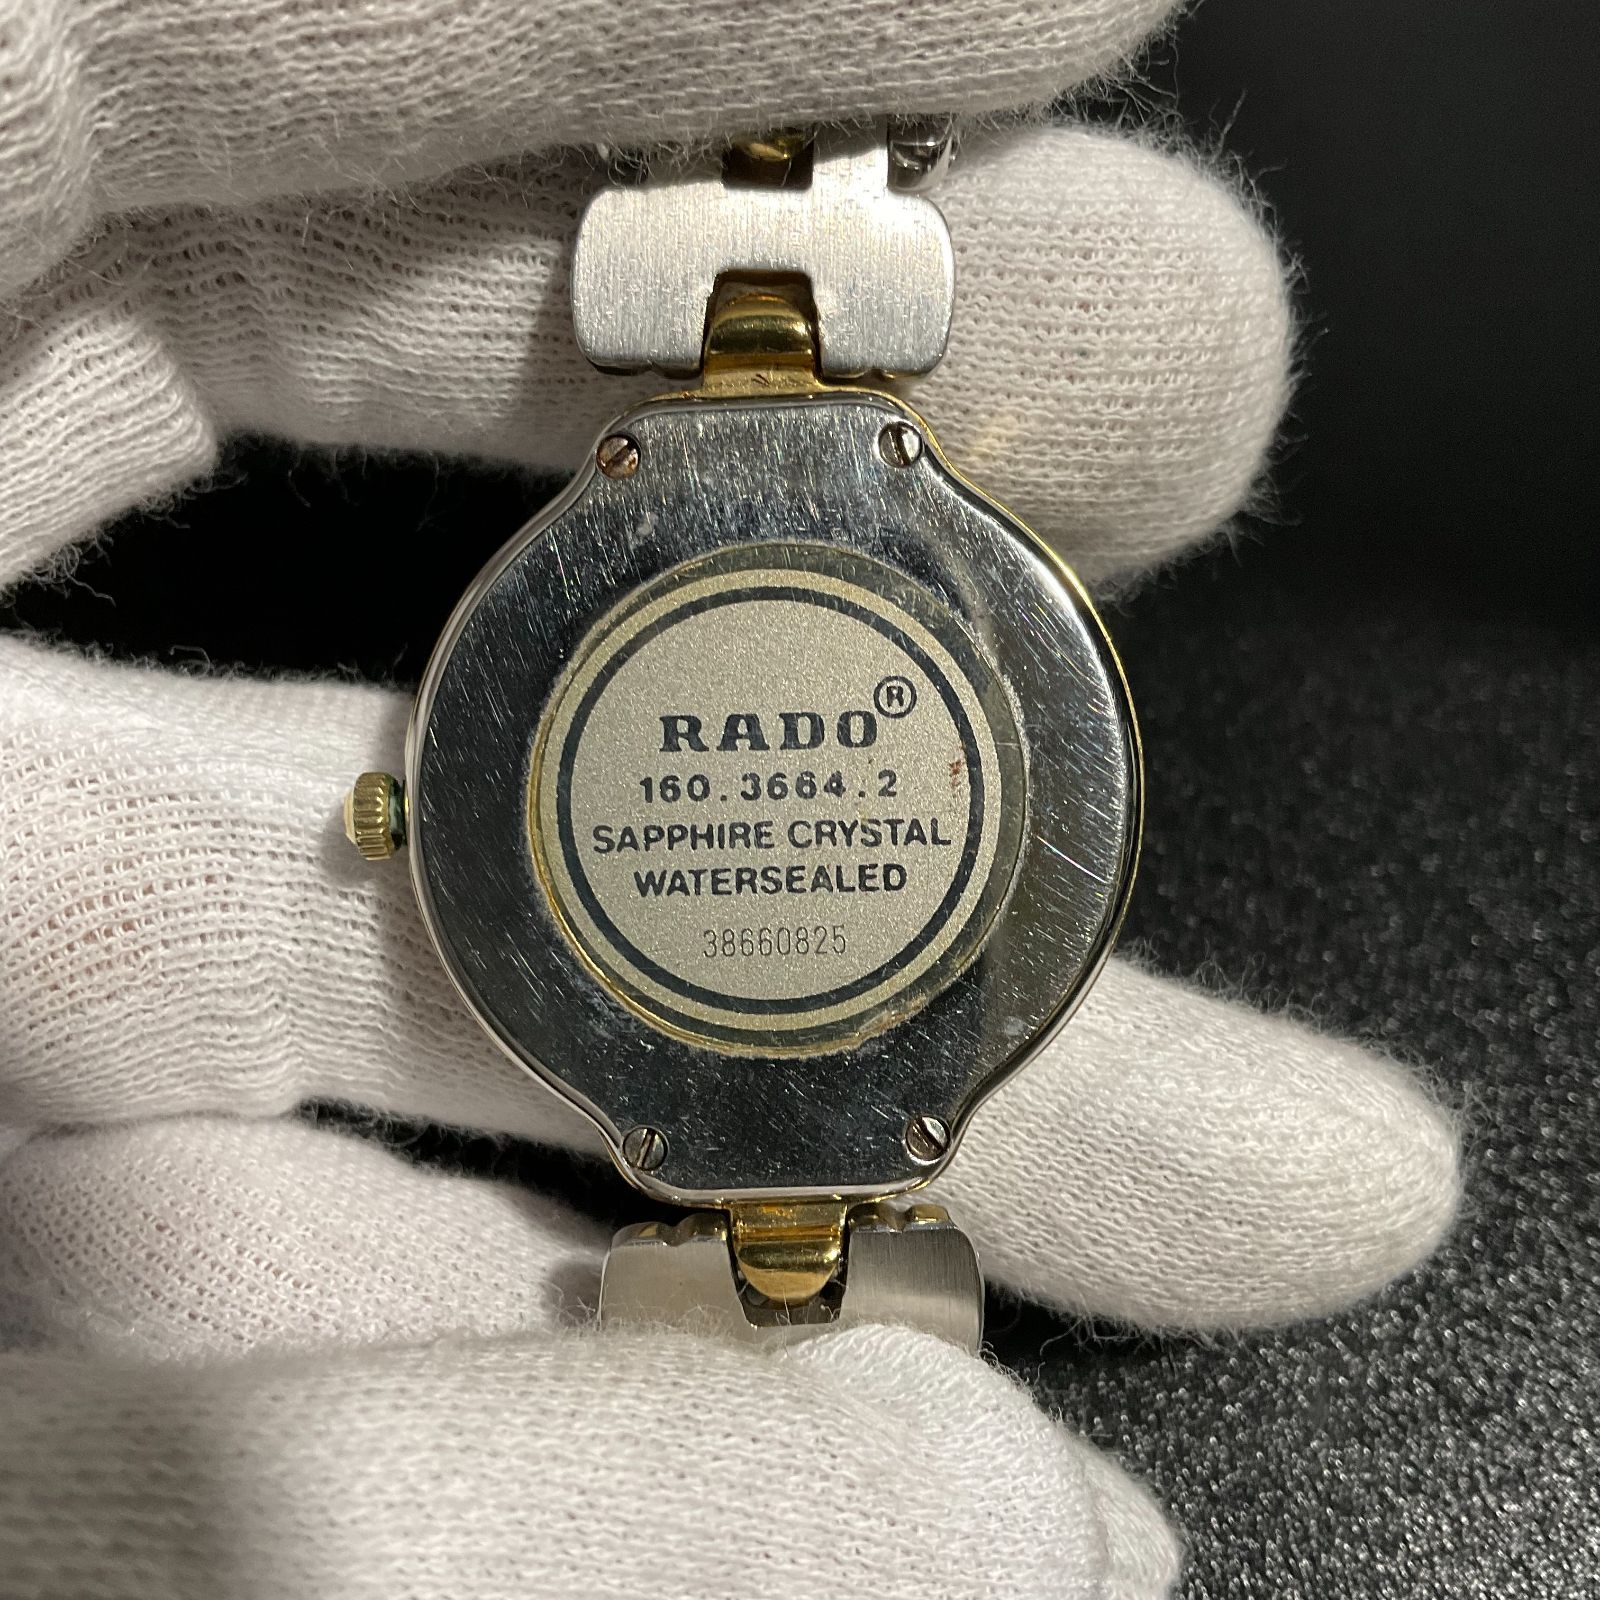 RADO®
160.3664.2
SAPPHIRE CRYSTAL
WATERSEALED
38660825